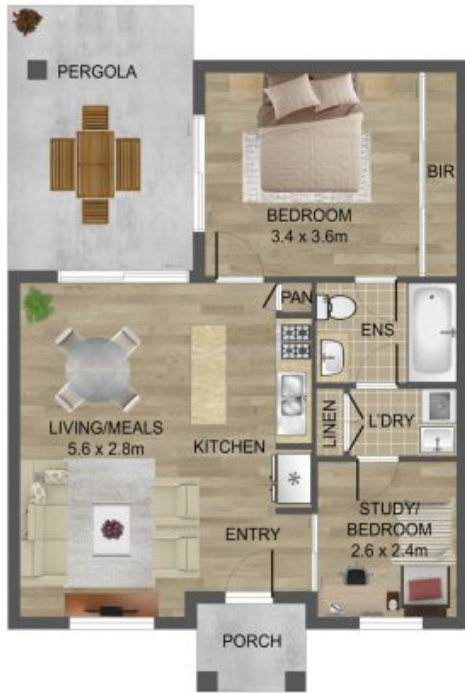 PERGOLA
BIR
BEDROOM
3.4 x 3.6m
PAN
ENS
LIVING/MEALS
5.6 x 2.8m
KITCHEN
LINEN
L'DRY
STUDY/
BEDROOM
2.6 x 2.4m
ENTRY
PORCH